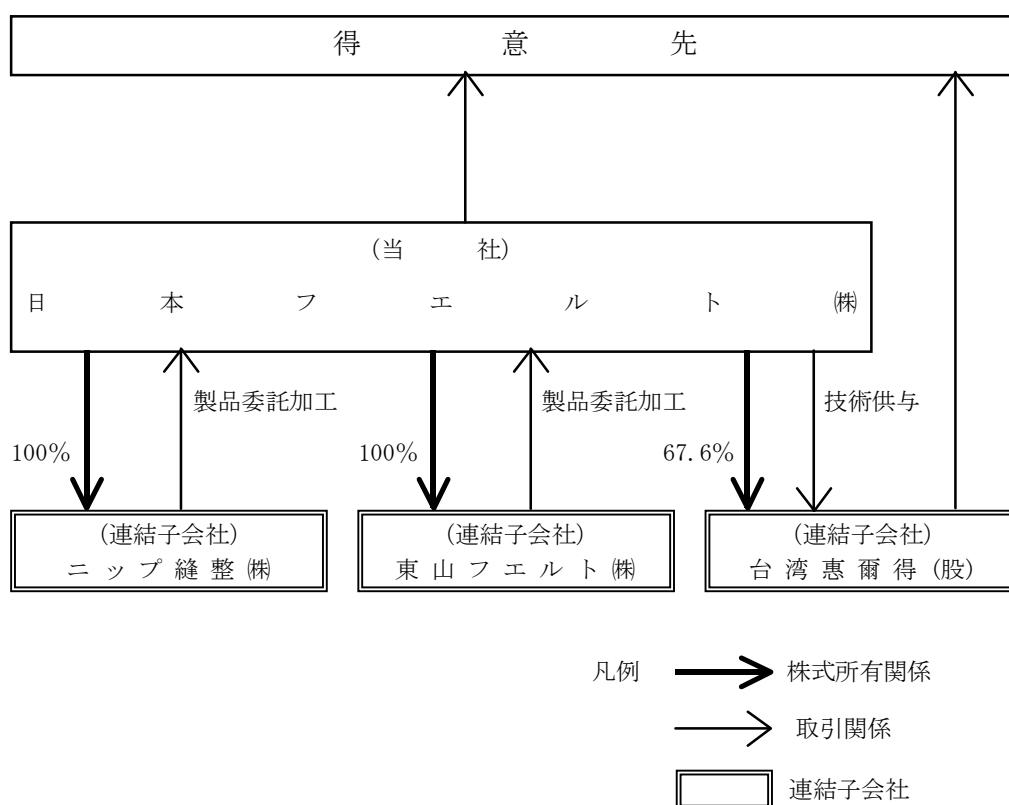 得意先
(当社)
日本フエルト㈱
製品委託加工
製品委託加工
技術供与
100%
100%
67.6%
(連結子会社)
ニップ縫整㈱
(連結子会社)
東山フエルト㈱
(連結子会社)
台湾惠爾得(股)
凡例
株式所有関係
取引関係
連結子会社